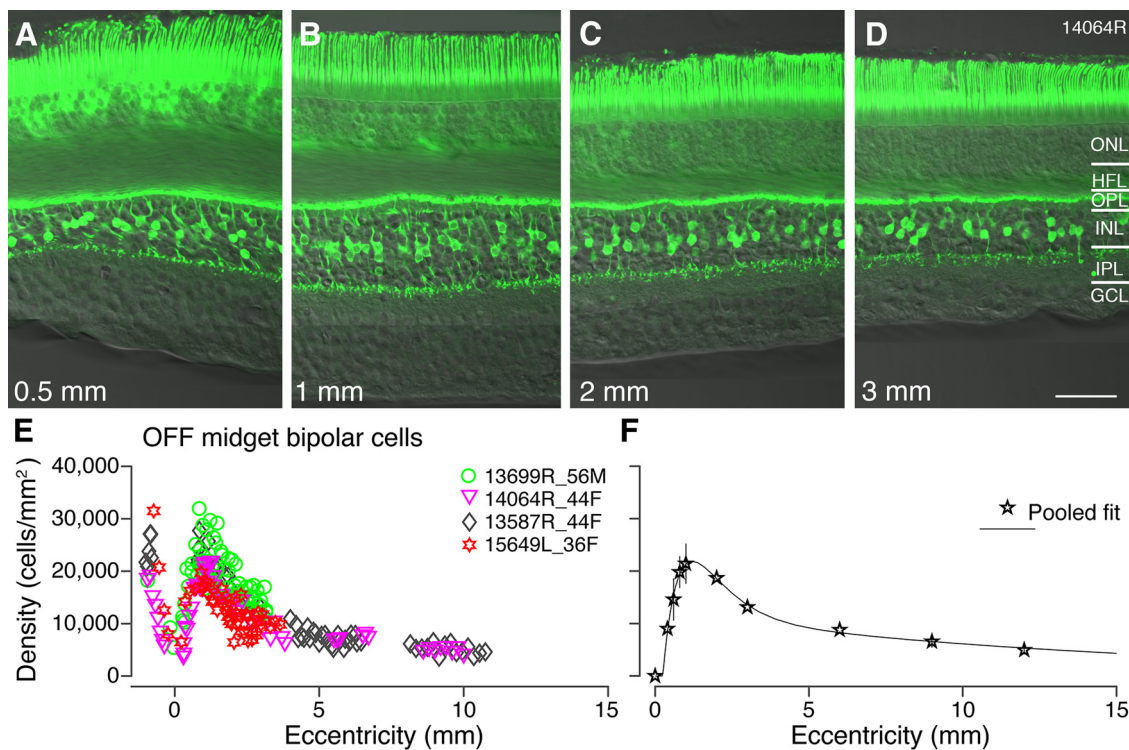 A
B
C
D
14064R
ONL
HFL
OPL
INL
IPL
GCL
0.5 mm
1 mm
2 mm
3 mm
E
OFF midget bipolar cells
F
Density (cells/mm²)
40,000
30,000
20,000
10,000
0
13699R_56M
14064R_44F
13587R_44F
15649L_36F
0 5 10 15
Eccentricity (mm)
Pooled fit
0 5 10 15
Eccentricity (mm)